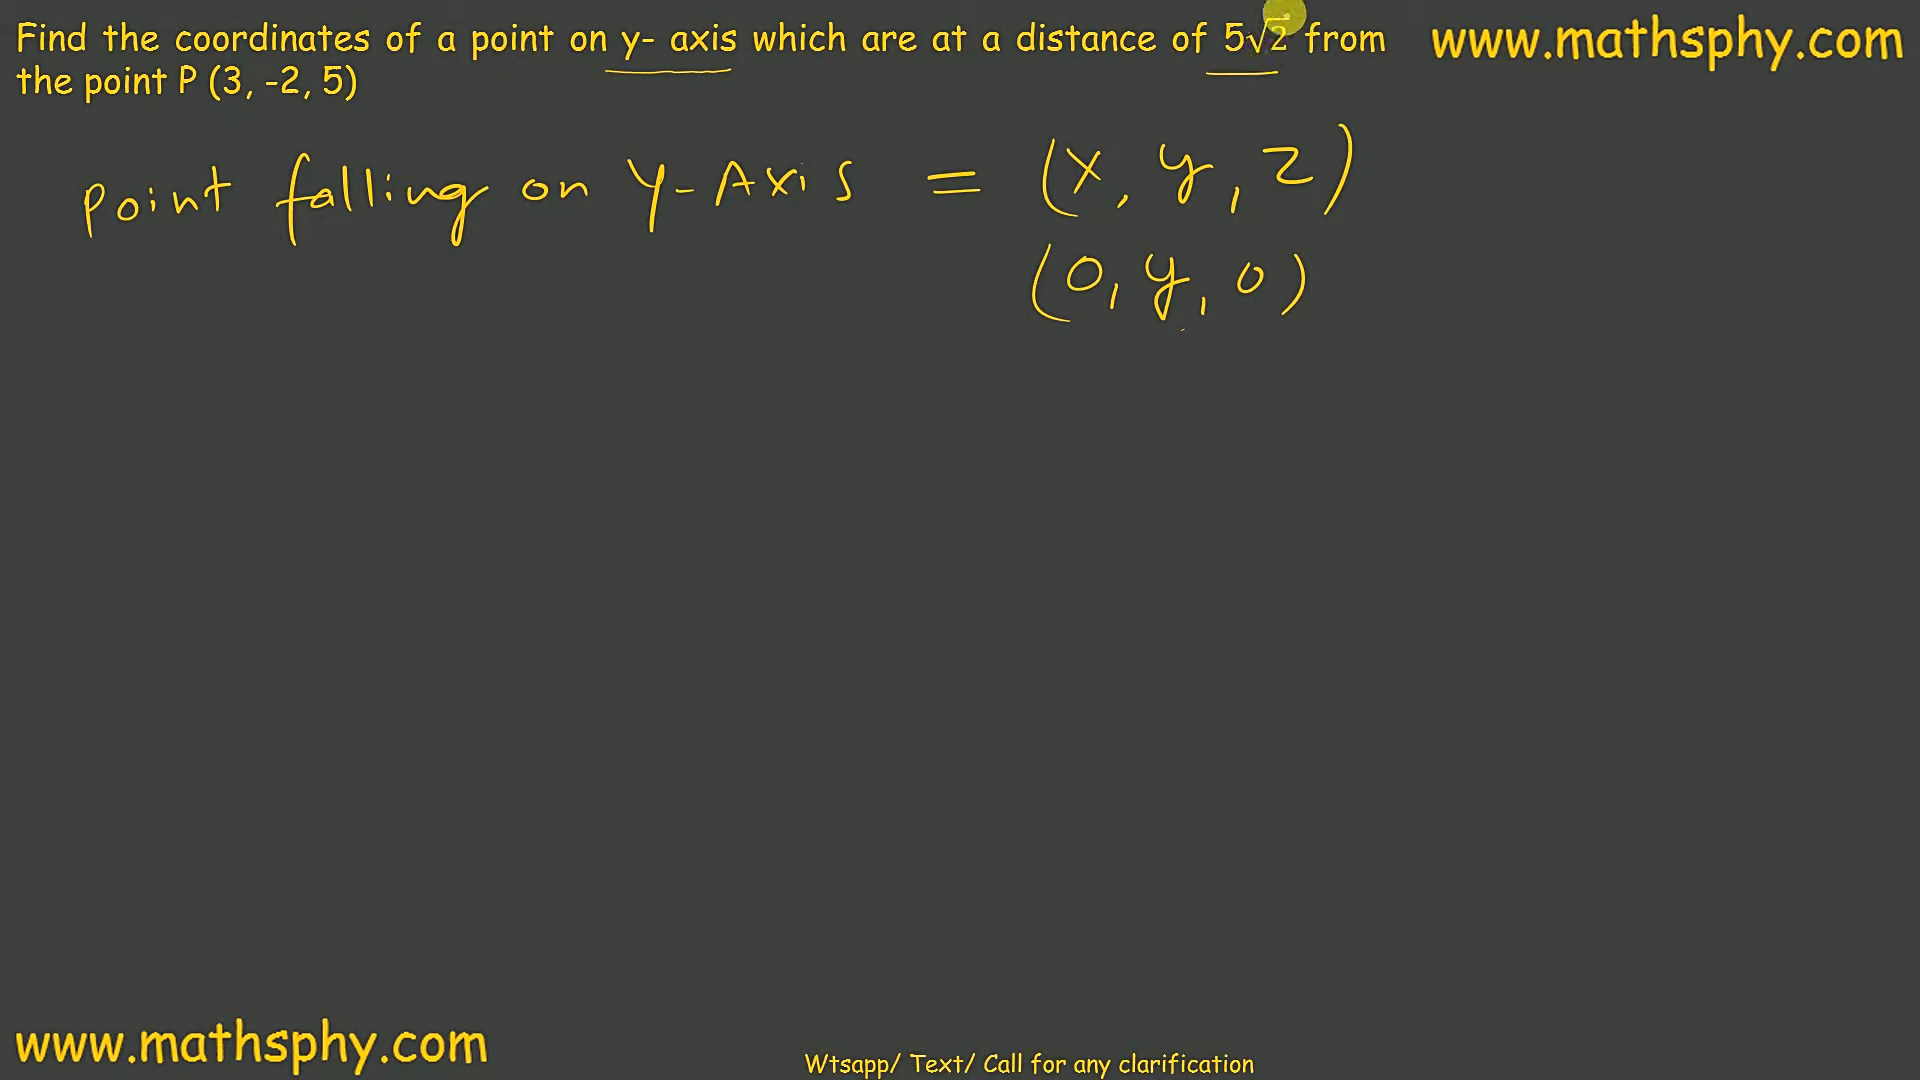 Find the coordinates of a point on y- axis which are at a distance of 5√2 from
the point P (3, -2, 5)
www.mathsphy.com
point falling on Y-Axis = (x, y, z)
(0, y, 0)
www.mathsphy.com
Wtsapp/ Text/ Call for any clarification